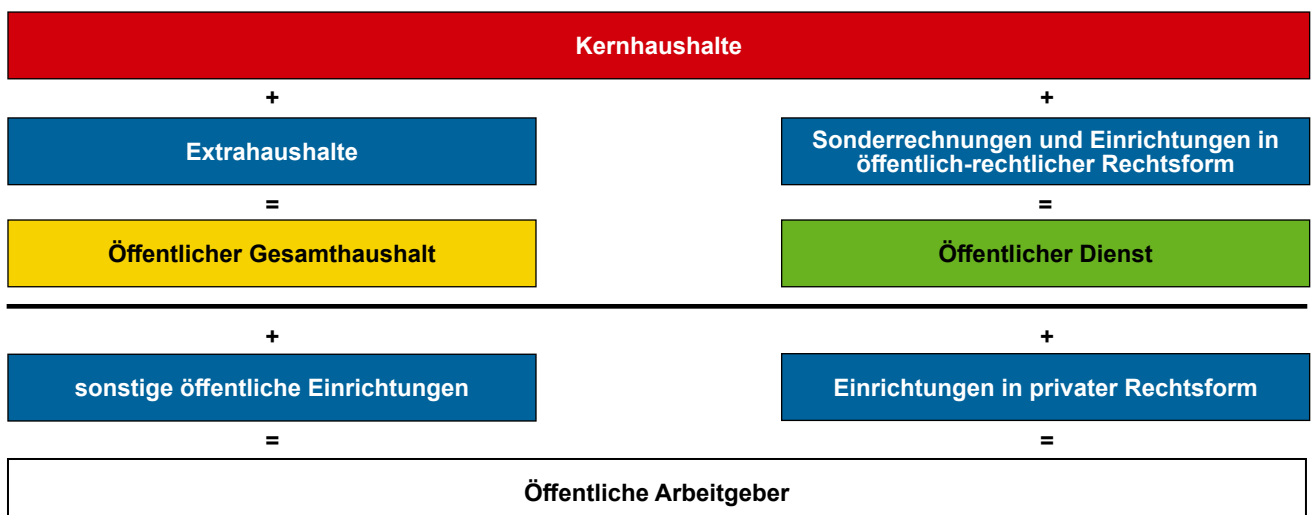 Kernhaushalte
+ +
Extrahaushalte
Sonderrechnungen und Einrichtungen in
öffentlich-rechtlicher Rechtsform
= =
Öffentlicher Gesamthaushalt
Öffentlicher Dienst
+ +
sonstige öffentliche Einrichtungen
Einrichtungen in privater Rechtsform
= =
Öffentliche Arbeitgeber